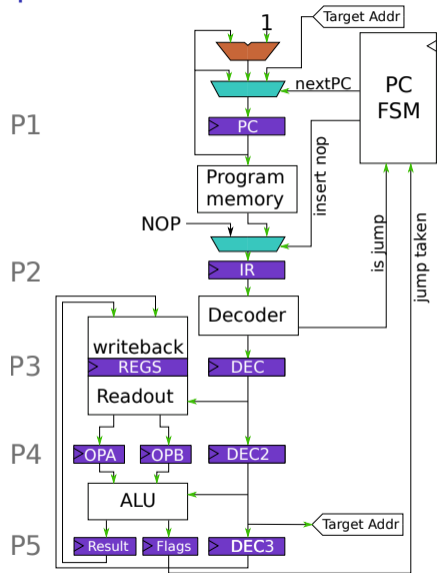 1
Target Addr
nextPC
PC
FSM
P1
PC
Program
memory
insert nop
is jump
jump taken
NOP
P2
IR
Decoder
writeback
P3
REGS
DEC
Readout
P4
OPA
OPB
DEC2
ALU
Target Addr
P5
Result
Flags
DEC3